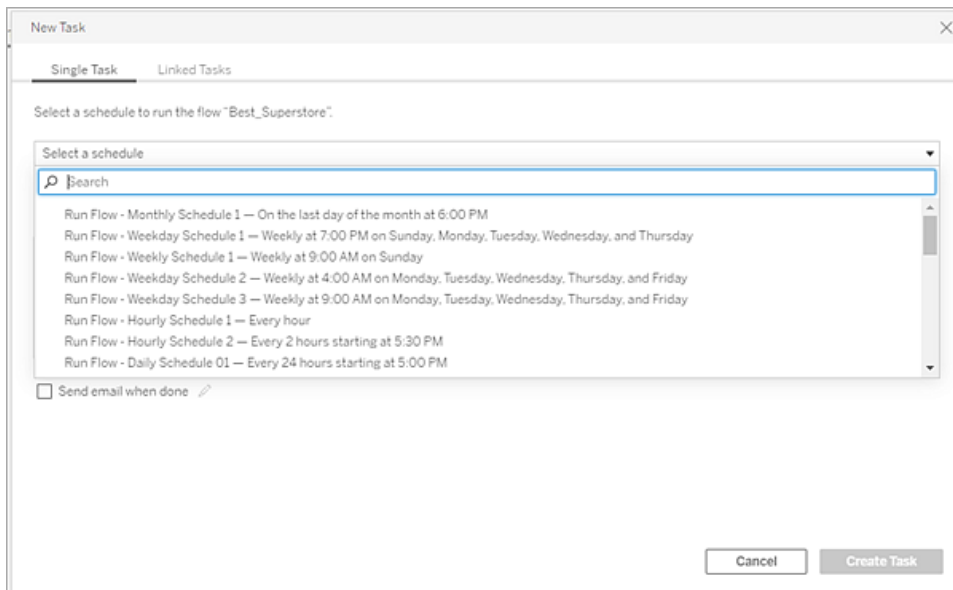 New Task
Single Task Linked Tasks
Select a schedule to run the flow "Best_Superstore".
Select a schedule
Search
Run Flow - Monthly Schedule 1 — On the last day of the month at 6:00 PM
Run Flow - Weekday Schedule 1 — Weekly at 7:00 PM on Sunday, Monday, Tuesday, Wednesday, and Thursday
Run Flow - Weekly Schedule 1 — Weekly at 9:00 AM on Sunday
Run Flow - Weekday Schedule 2 — Weekly at 4:00 AM on Monday, Tuesday, Wednesday, Thursday, and Friday
Run Flow - Weekday Schedule 3 — Weekly at 9:00 AM on Monday, Tuesday, Wednesday, Thursday, and Friday
Run Flow - Hourly Schedule 1 — Every hour
Run Flow - Hourly Schedule 2 — Every 2 hours starting at 5:30 PM
Run Flow - Daily Schedule 01 — Every 24 hours starting at 5:00 PM
Send email when done
Cancel Create Task